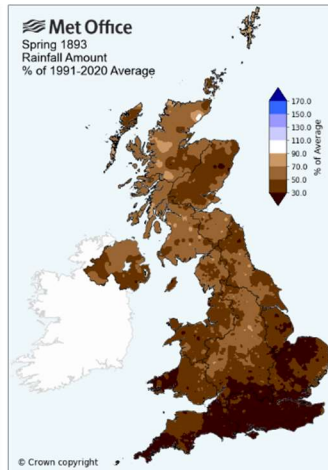 Met Office
Spring 1893
Rainfall Amount
% of 1991-2020 Average
170.0
150.0
130.0
110.0
90.0
70.0
50.0
30.0
% of Average
© Crown copyright